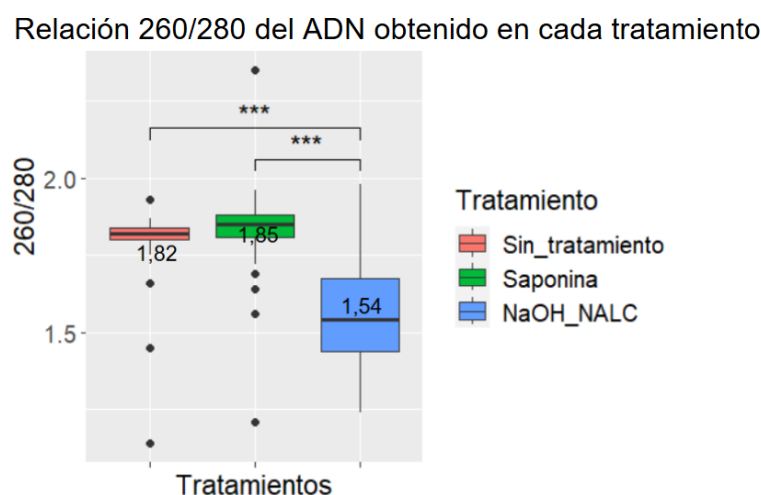 Relación 260/280 del ADN obtenido en cada tratamiento
***
***
260/280
2.0
1.5
1,82
1,85
1,54
Tratamientos
Tratamiento
Sin_tratamiento
Saponina
NaOH_NALC